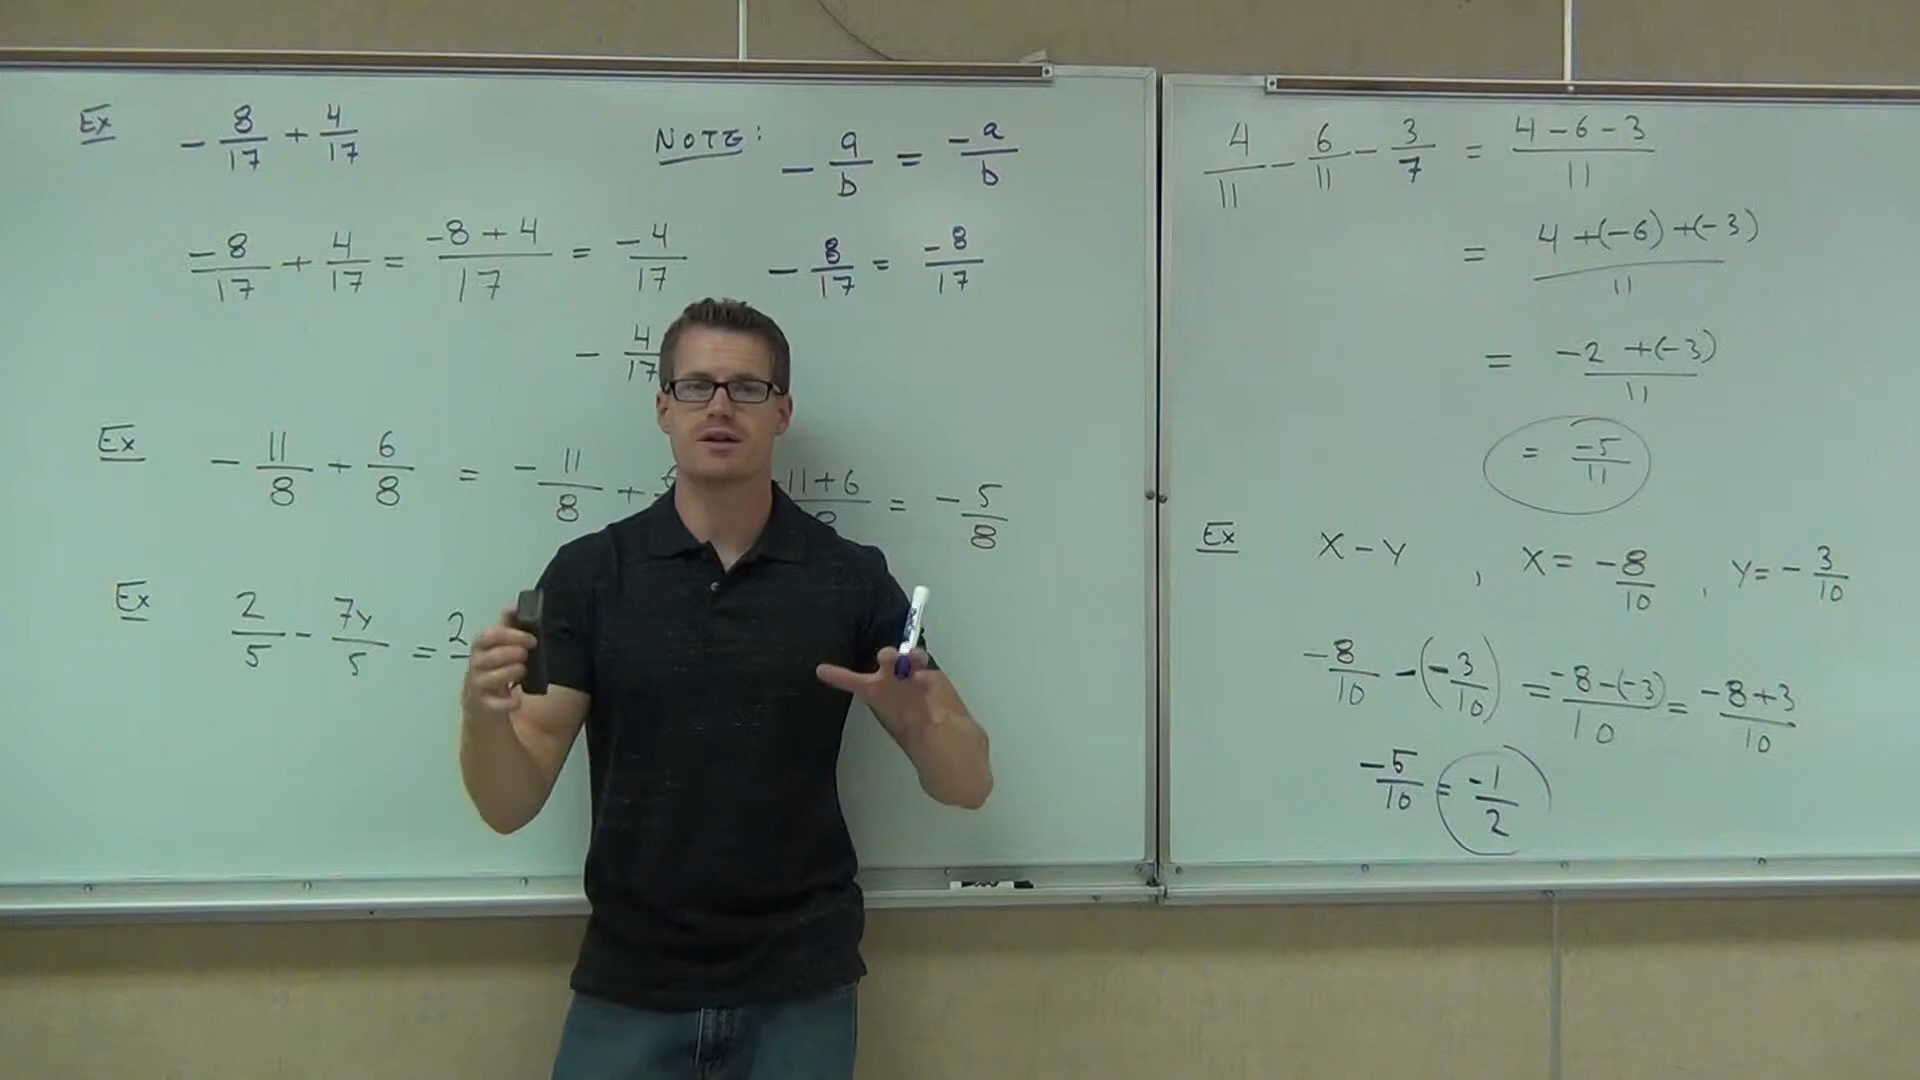 Ex -8/17 + 4/17
-8/17 + 4/17 = -8+4/17 = -4/17
- 4/17
NOTE: - a/b = -a/b
- 8/17 = -8/17
Ex - 11/8 + 6/8 = - 11/8 + 11+6/8 = - 5/8
Ex 2/5 - 7y/5 = 2
4/11 - 6/11 - 3/7 = 4-6-3/11
= 4+(-6)+(-3)/11
= -2+(-3)/11
= -5/11
Ex X-Y , X= -8/10 , Y= - 3/10
-8/10 - (-3/10) = -8-(-3)/10 = -8+3/10
-5/10 = -1/2